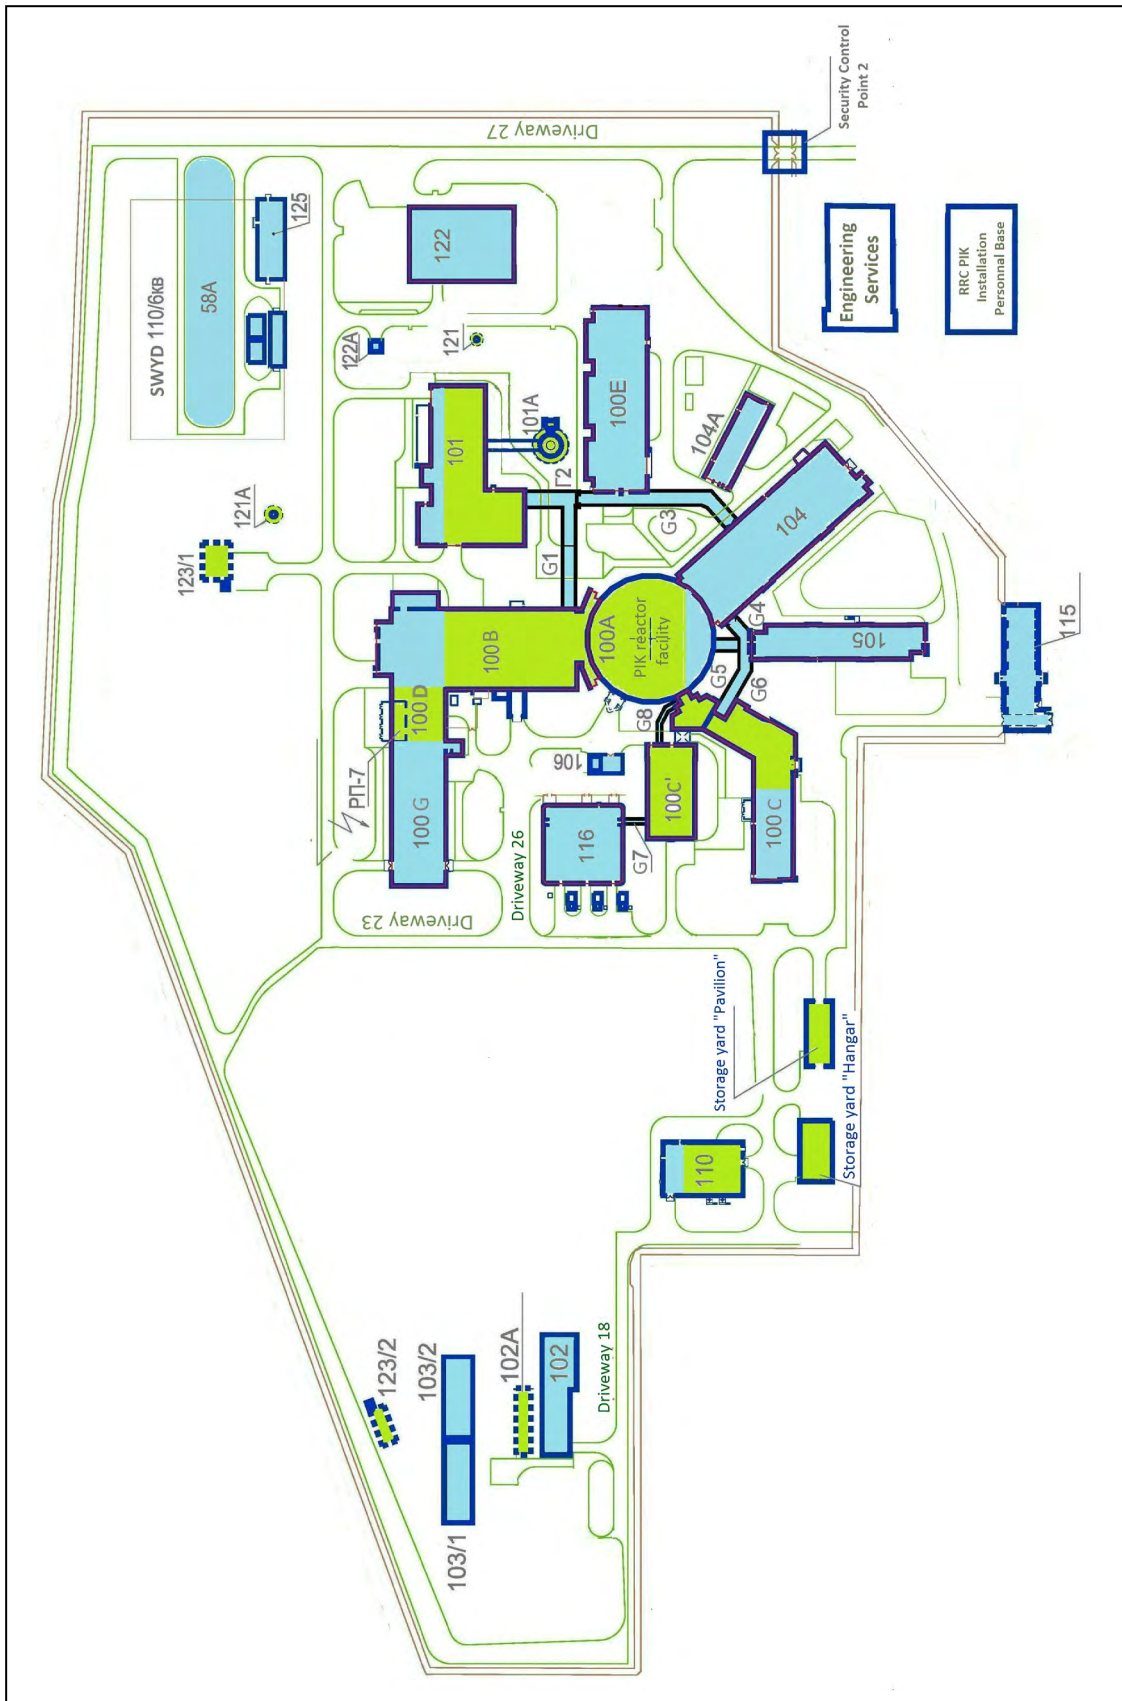 Security Control
Point 2
Driveway 27
SWYD 110/6кв
58A
125
122
Engineering
Services
RRC PIK
Installation
Personnal Base
122A
121
101A
100E
104A
101
Г2
121A
123/1
G1
G3
104
100B
100A
PIK reactor
facility
G4
105
115
100D
G5
G6
G8
РП-7
106
100C'
100 G
116
G7
100 C
Driveway 26
Driveway 23
Storage yard "Pavilion"
Storage yard "Hangar"
110
123/2
103/2
102A
102
Driveway 18
103/1